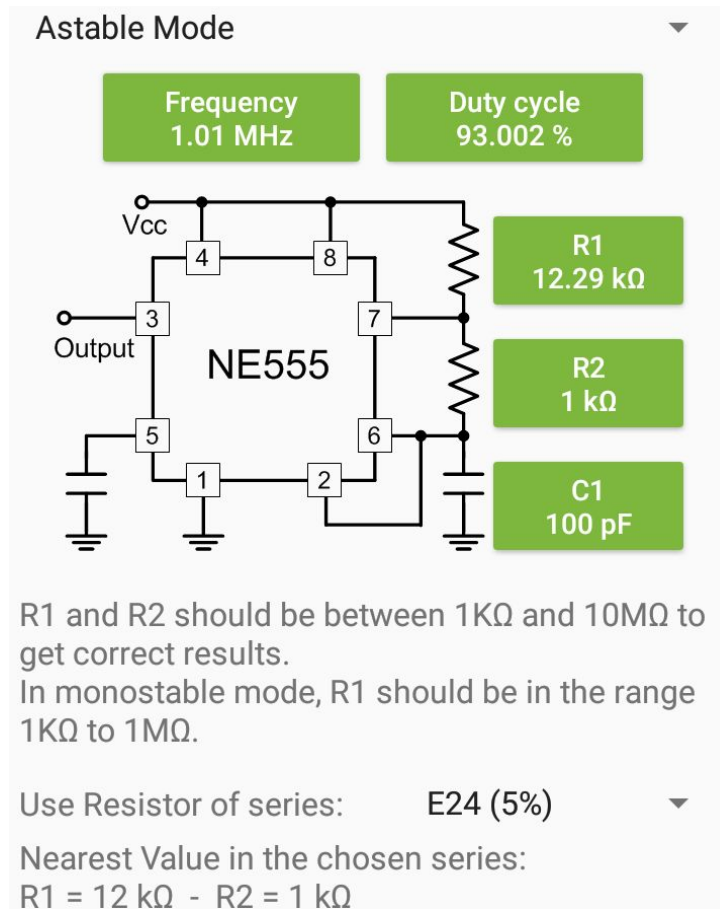 Astable Mode
Frequency
1.01 MHz
Duty cycle
93.002 %
Vcc
4
8
R1
12.29 kΩ
3
7
Output
NE555
R2
1 kΩ
5
6
1
2
C1
100 pF
R1 and R2 should be between 1KΩ and 10MΩ to
get correct results.
In monostable mode, R1 should be in the range
1KΩ to 1MΩ.
Use Resistor of series:
E24 (5%)
Nearest Value in the chosen series:
R1 = 12 kΩ - R2 = 1 kΩ